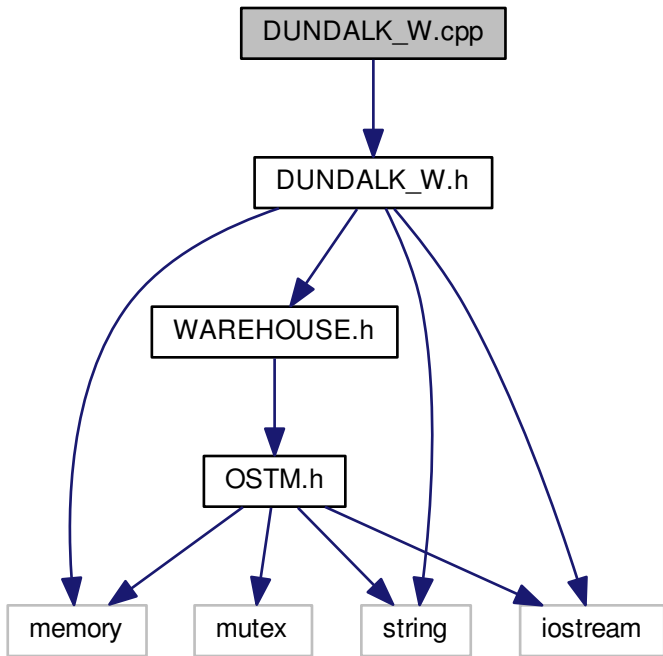 DUNDALK_W.cpp
DUNDALK_W.h
WAREHOUSE.h
OSTM.h
memory
mutex
string
iostream